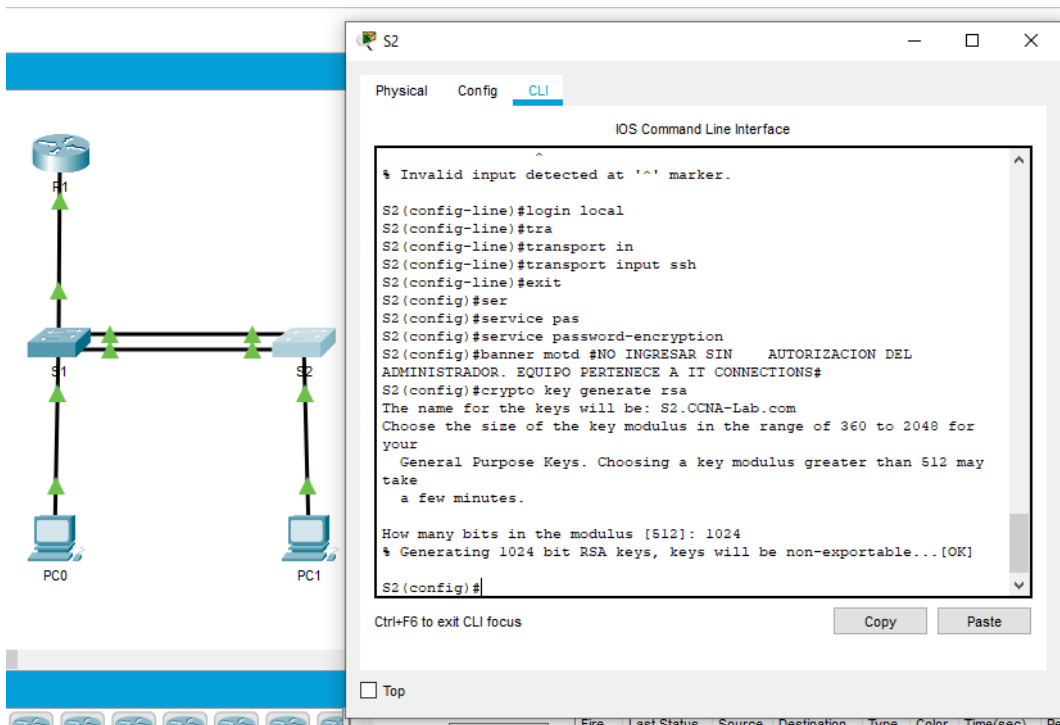 S2
Physical Config CLI
IOS Command Line Interface
^
% Invalid input detected at '^' marker.
S2(config-line)#login local
S2(config-line)#tra
S2(config-line)#transport in
S2(config-line)#transport input ssh
S2(config-line)#exit
S2(config)#ser
S2(config)#service pas
S2(config)#service password-encryption
S2(config)#banner motd #NO INGRESAR SIN    AUTORIZACION DEL
ADMINISTRADOR. EQUIPO PERTENECE A IT CONNECTIONS#
S2(config)#crypto key generate rsa
The name for the keys will be: S2.CCNA-Lab.com
Choose the size of the key modulus in the range of 360 to 2048 for
your
General Purpose Keys. Choosing a key modulus greater than 512 may
take
a few minutes.
How many bits in the modulus [512]: 1024
% Generating 1024 bit RSA keys, keys will be non-exportable...[OK]
S2(config)#
Ctrl+F6 to exit CLI focus
Copy Paste
Top
R1
S1 S2
PC0 PC1
Fire Last Status Source Destination Type Color Time(sec)